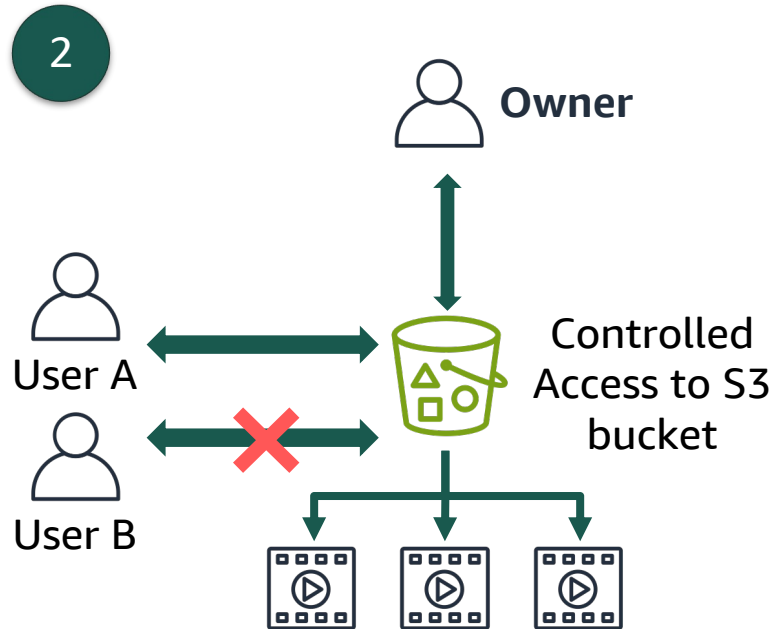 2
Owner
User A
Controlled
Access to S3
bucket
User B